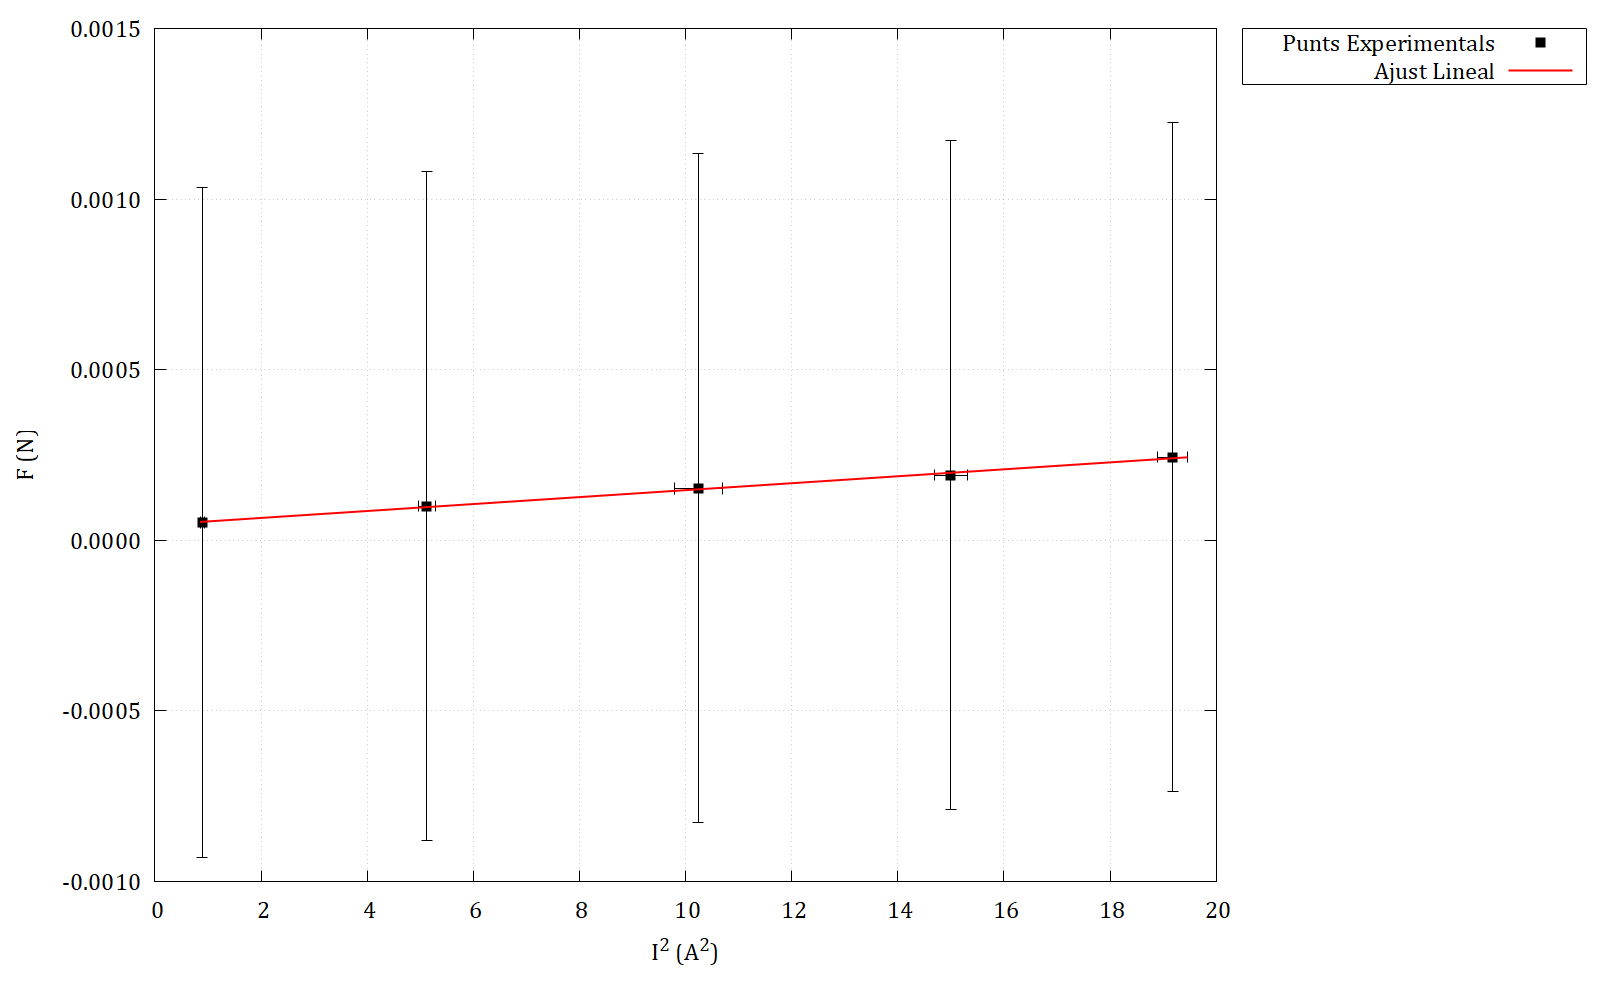 0.0015
0.0010
0.0005
0.0000
-0.0005
-0.0010
F (N)
0 2 4 6 8 10 12 14 16 18 20
I² (A²)
Punts Experimentals
Ajust Lineal